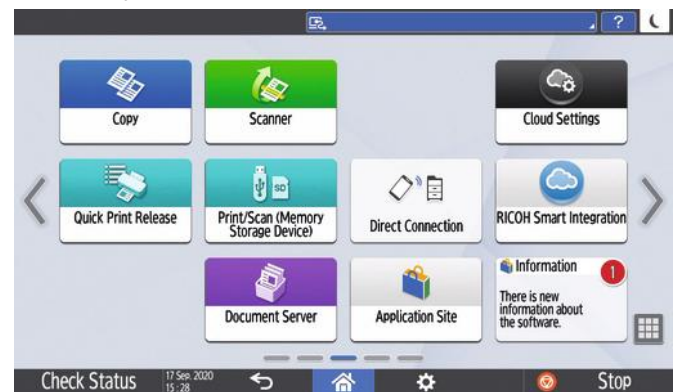 ?
Copy
Scanner
Cloud Settings
Quick Print Release
SD
Print/Scan (Memory
Storage Device)
Direct Connection
RICOH Smart Integration
Document Server
Application Site
Information
1
There is new
information about
the software.
Check Status
17 Sep. 2020
15 : 28
Stop